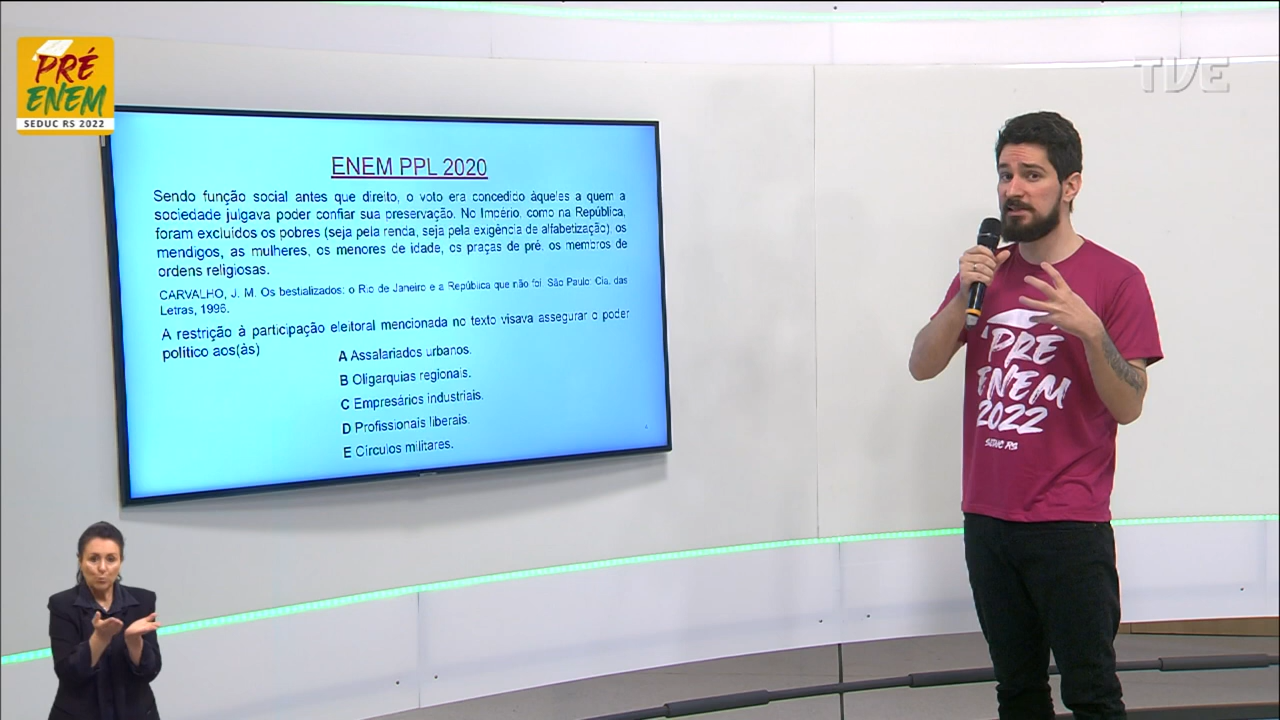 PRÉ
ENEM
SEDUC RS 2022
TVE
ENEM PPL 2020
Sendo função social antes que direito, o voto era concedido àqueles a quem a
sociedade julgava poder confiar sua preservação. No Império, como na República,
foram excluídos os pobres (seja pela renda, seja pela exigência de alfabetização), os
mendigos, as mulheres, os menores de idade, os praças de pré, os membros de
ordens religiosas.
CARVALHO, J. M. Os bestializados: o Rio de Janeiro e a República que não foi. São Paulo: Cia. das
Letras, 1996.
A restrição à participação eleitoral mencionada no texto visava assegurar o poder
político aos(às)
A Assalariados urbanos.
B Oligarquias regionais.
C Empresários industriais.
D Profissionais liberais.
E Círculos militares.
4
PRÉ
ENEM
2022
SEDUC RS